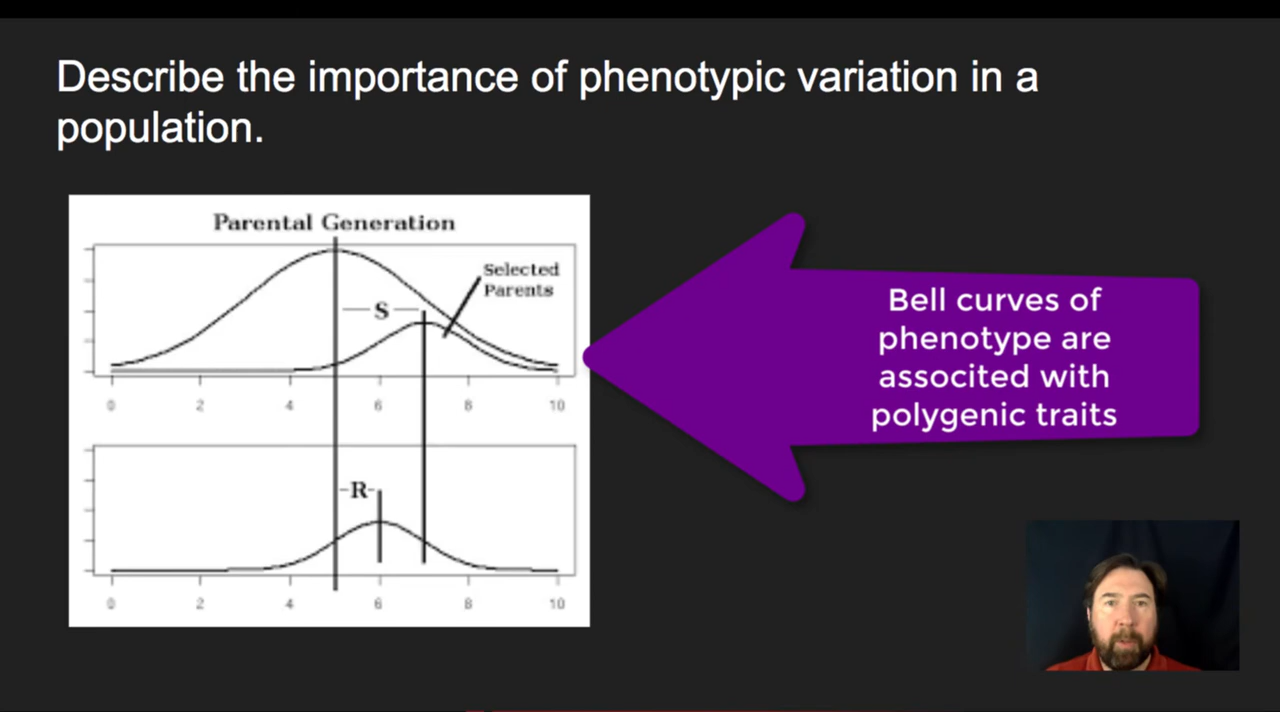 Describe the importance of phenotypic variation in a
population.
Parental Generation
Selected
Parents
S
0 2 4 6 8 10
R
0 2 4 6 8 10
Bell curves of
phenotype are
associted with
polygenic traits